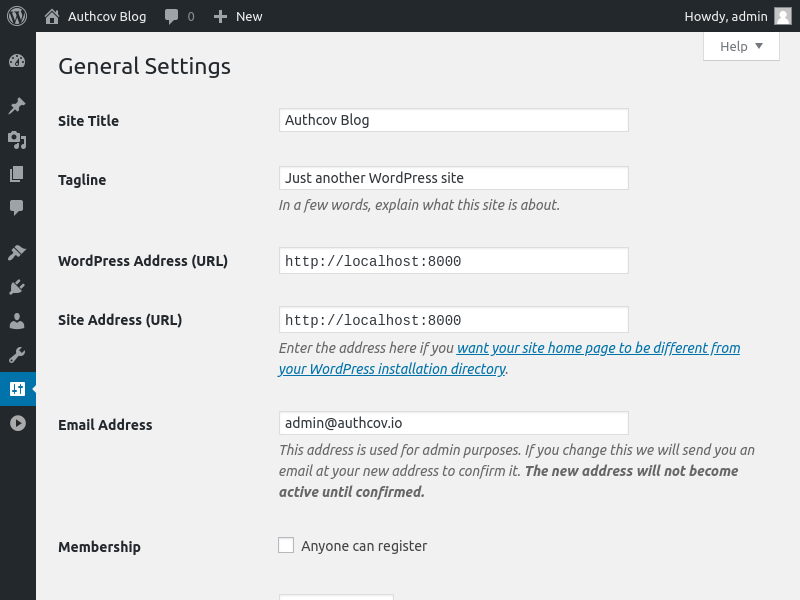 Authcov Blog 0 New Howdy, admin
Help
General Settings
Site Title Authcov Blog
Tagline Just another WordPress site
In a few words, explain what this site is about.
WordPress Address (URL) http://localhost:8000
Site Address (URL) http://localhost:8000
Enter the address here if you want your site home page to be different from
your WordPress installation directory.
Email Address admin@authcov.io
This address is used for admin purposes. If you change this we will send you an
email at your new address to confirm it. The new address will not become
active until confirmed.
Membership Anyone can register